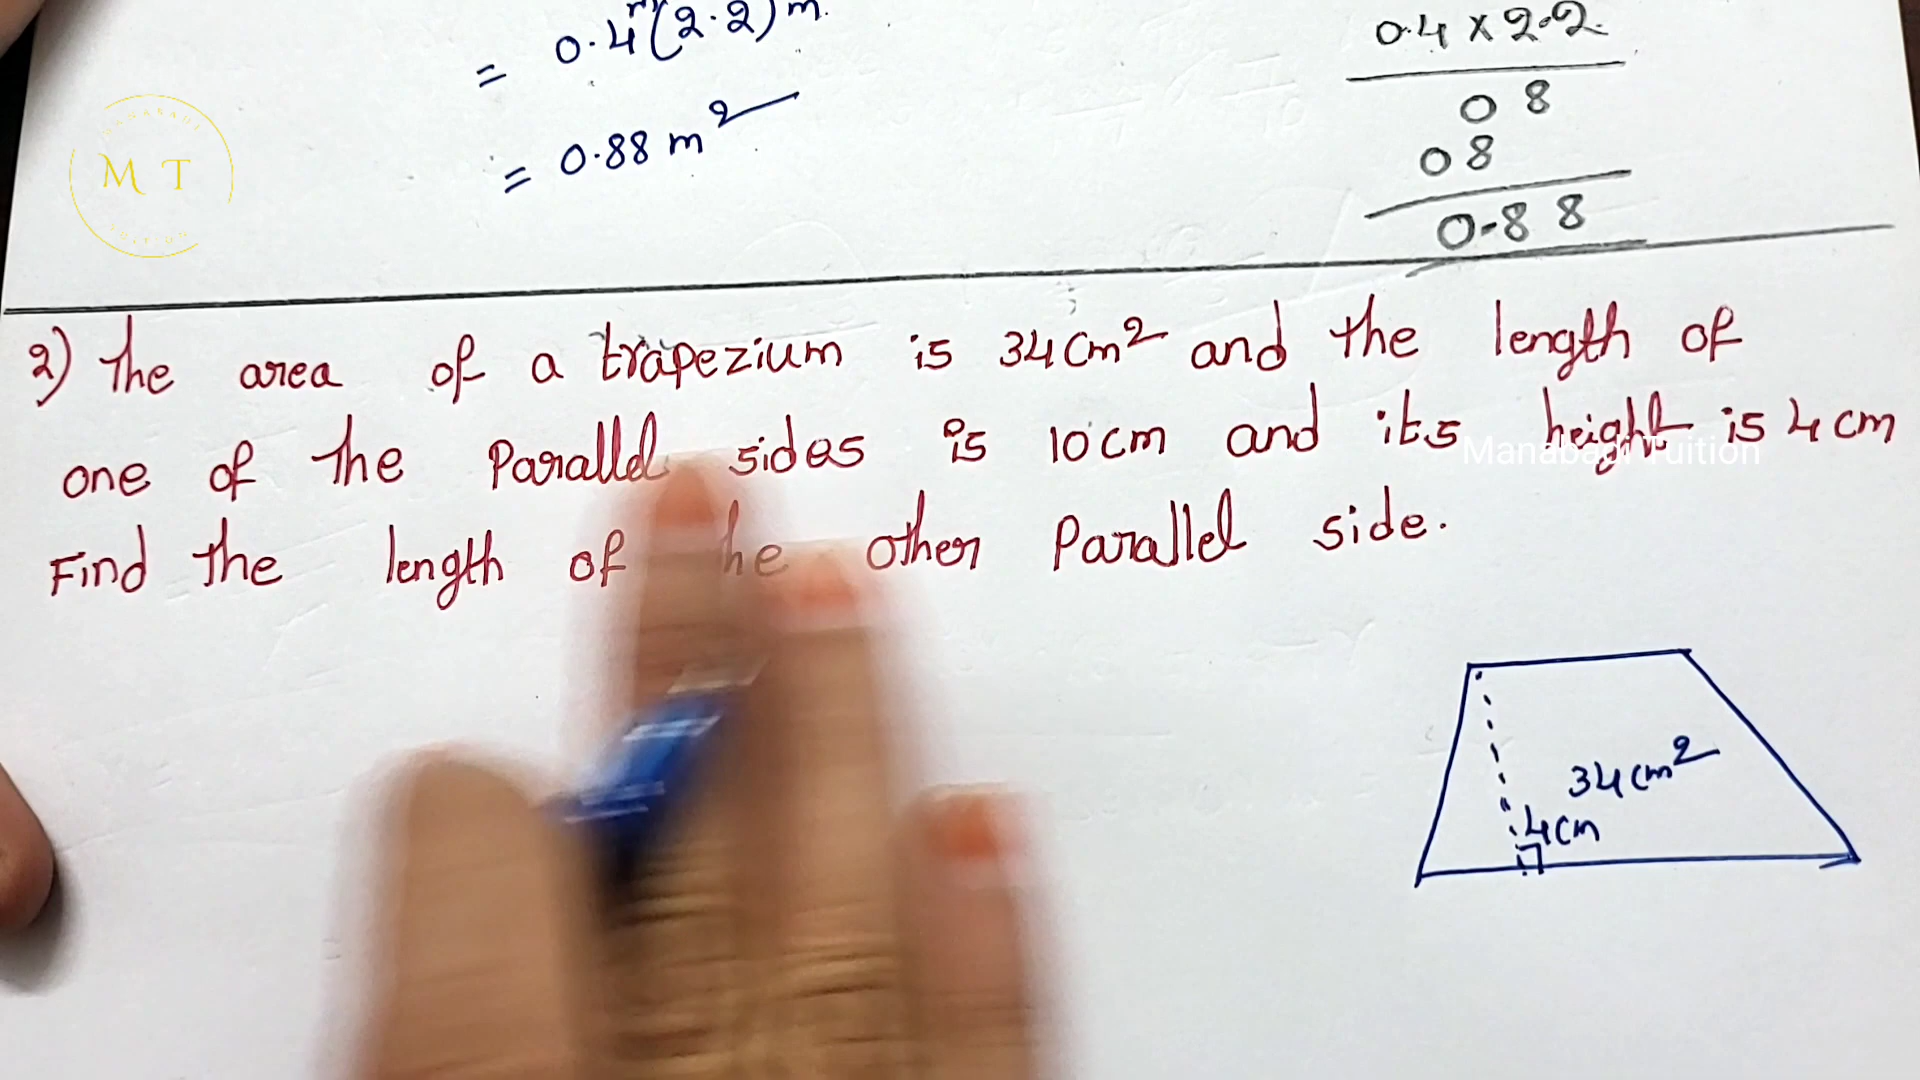 = 0.4 (2.2) m
= 0.88 m²
0.4 x 2.2
0 8
0 8
0.8 8
M T
2) The area of a trapezium is 34cm² and the length of
one of the Parallel sides is 10cm and its height is 4cm
Manabadi Tuition
Find the length of he other Parallel side.
34cm²
4cm